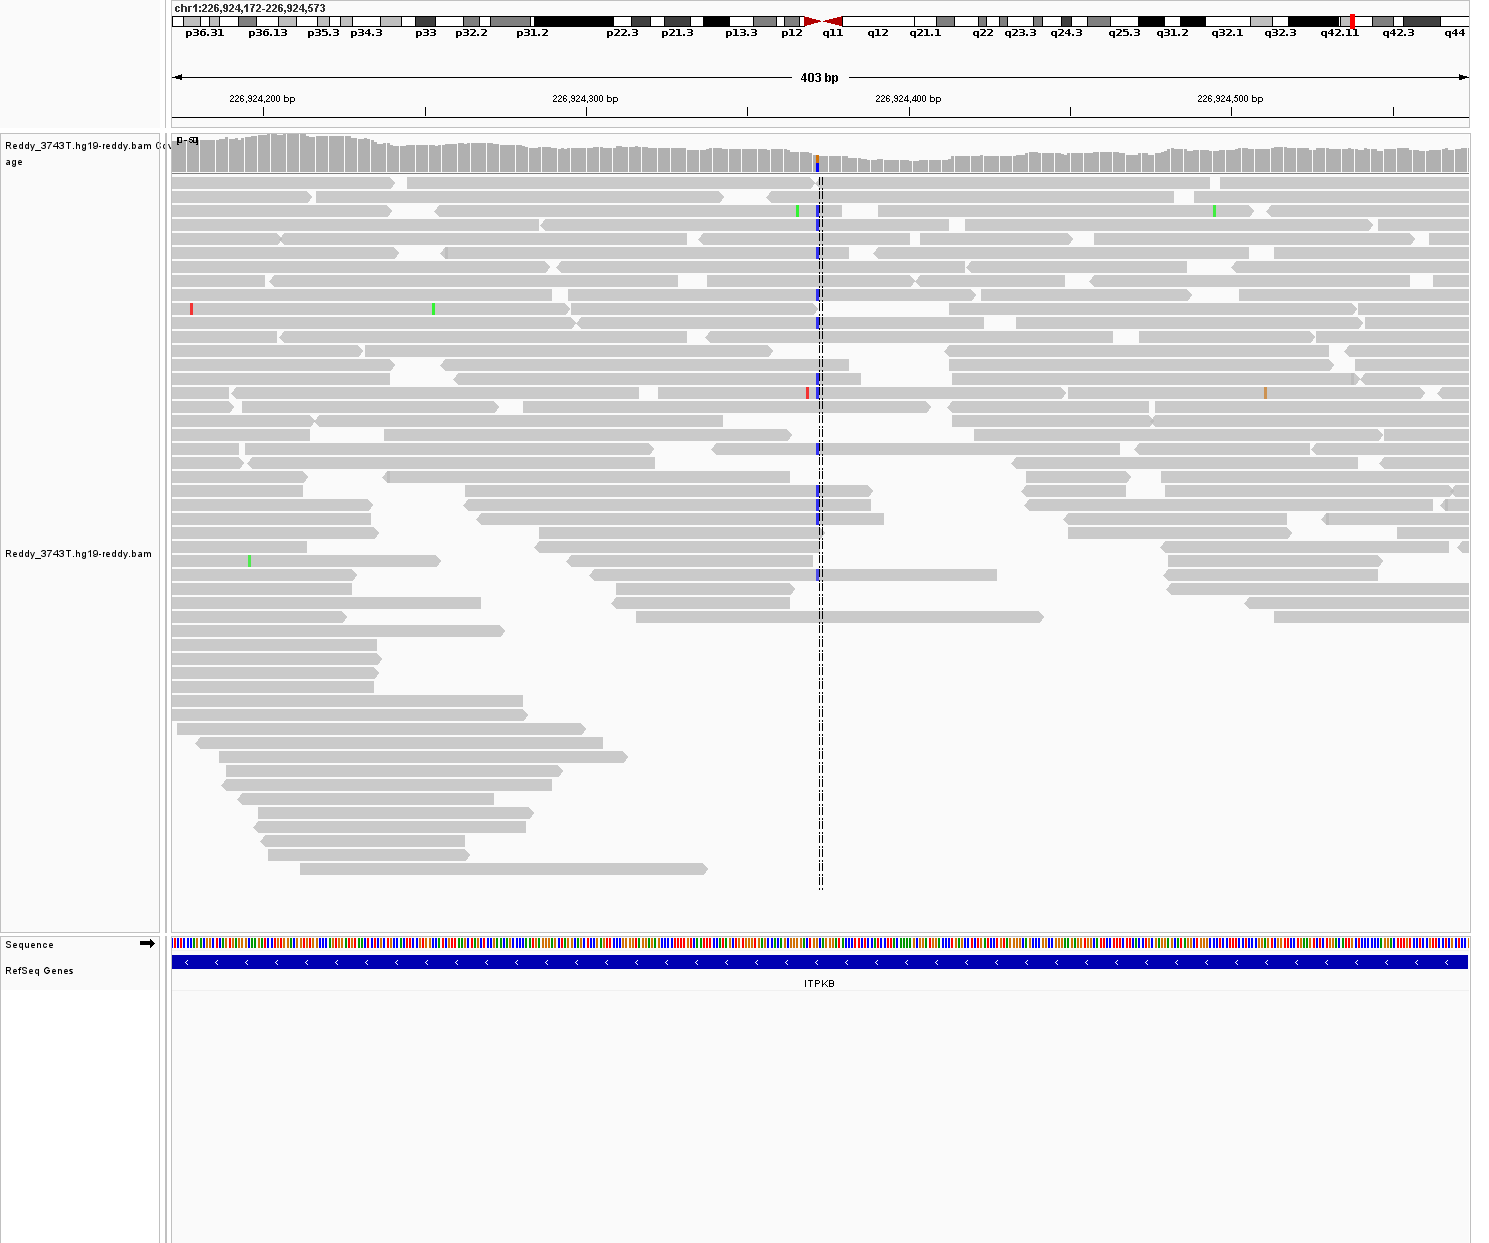 chr1:226,924,172-226,924,573
p36.31 p36.13 p35.3 p34.3 p33 p32.2 p31.2 p22.3 p21.3 p13.3 p12 q11 q12 q21.1 q22 q23.3 q24.3 q25.3 q31.2 q32.1 q32.3 q42.11 q42.3 q44
403 bp
226,924,200 bp 226,924,300 bp 226,924,400 bp 226,924,500 bp
Reddy_3743T.hg19-reddy.bam Cov
age
Reddy_3743T.hg19-reddy.bam
Sequence
RefSeq Genes
ITPKB